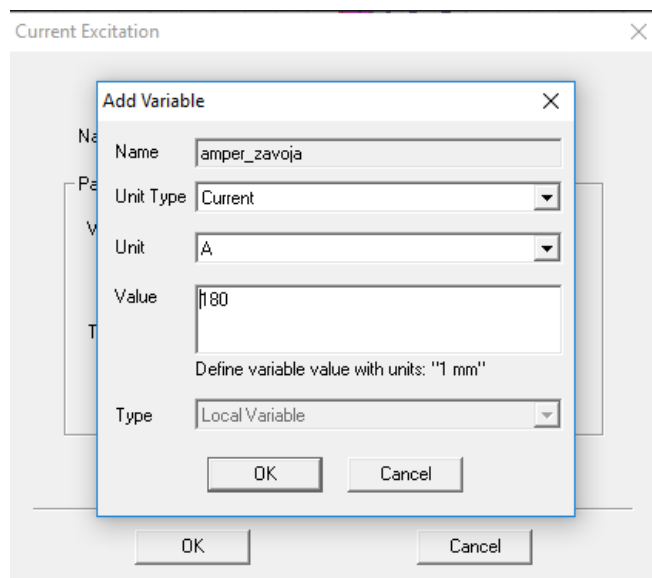 Current Excitation
Add Variable
Name amper_zavoja
Unit Type Current
Unit A
Value 180
Define variable value with units: "1 mm"
Type Local Variable
OK Cancel
OK Cancel